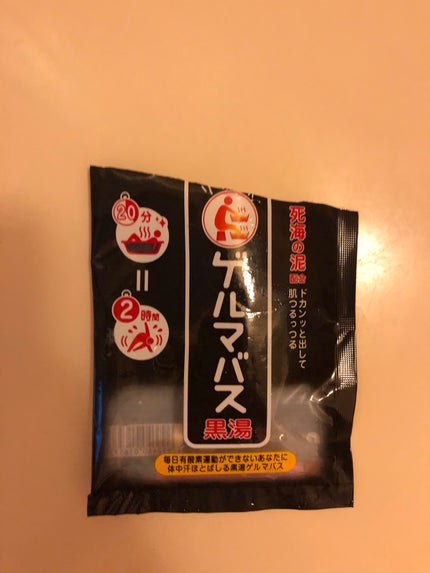 死海の泥
配合
ドカンッと出して
肌つるっつる
ゲルマバス
黒湯
20分
=
2時間
毎日有酸素運動ができないあなたに
体中汗ほとばしる黒湯ゲルマバス